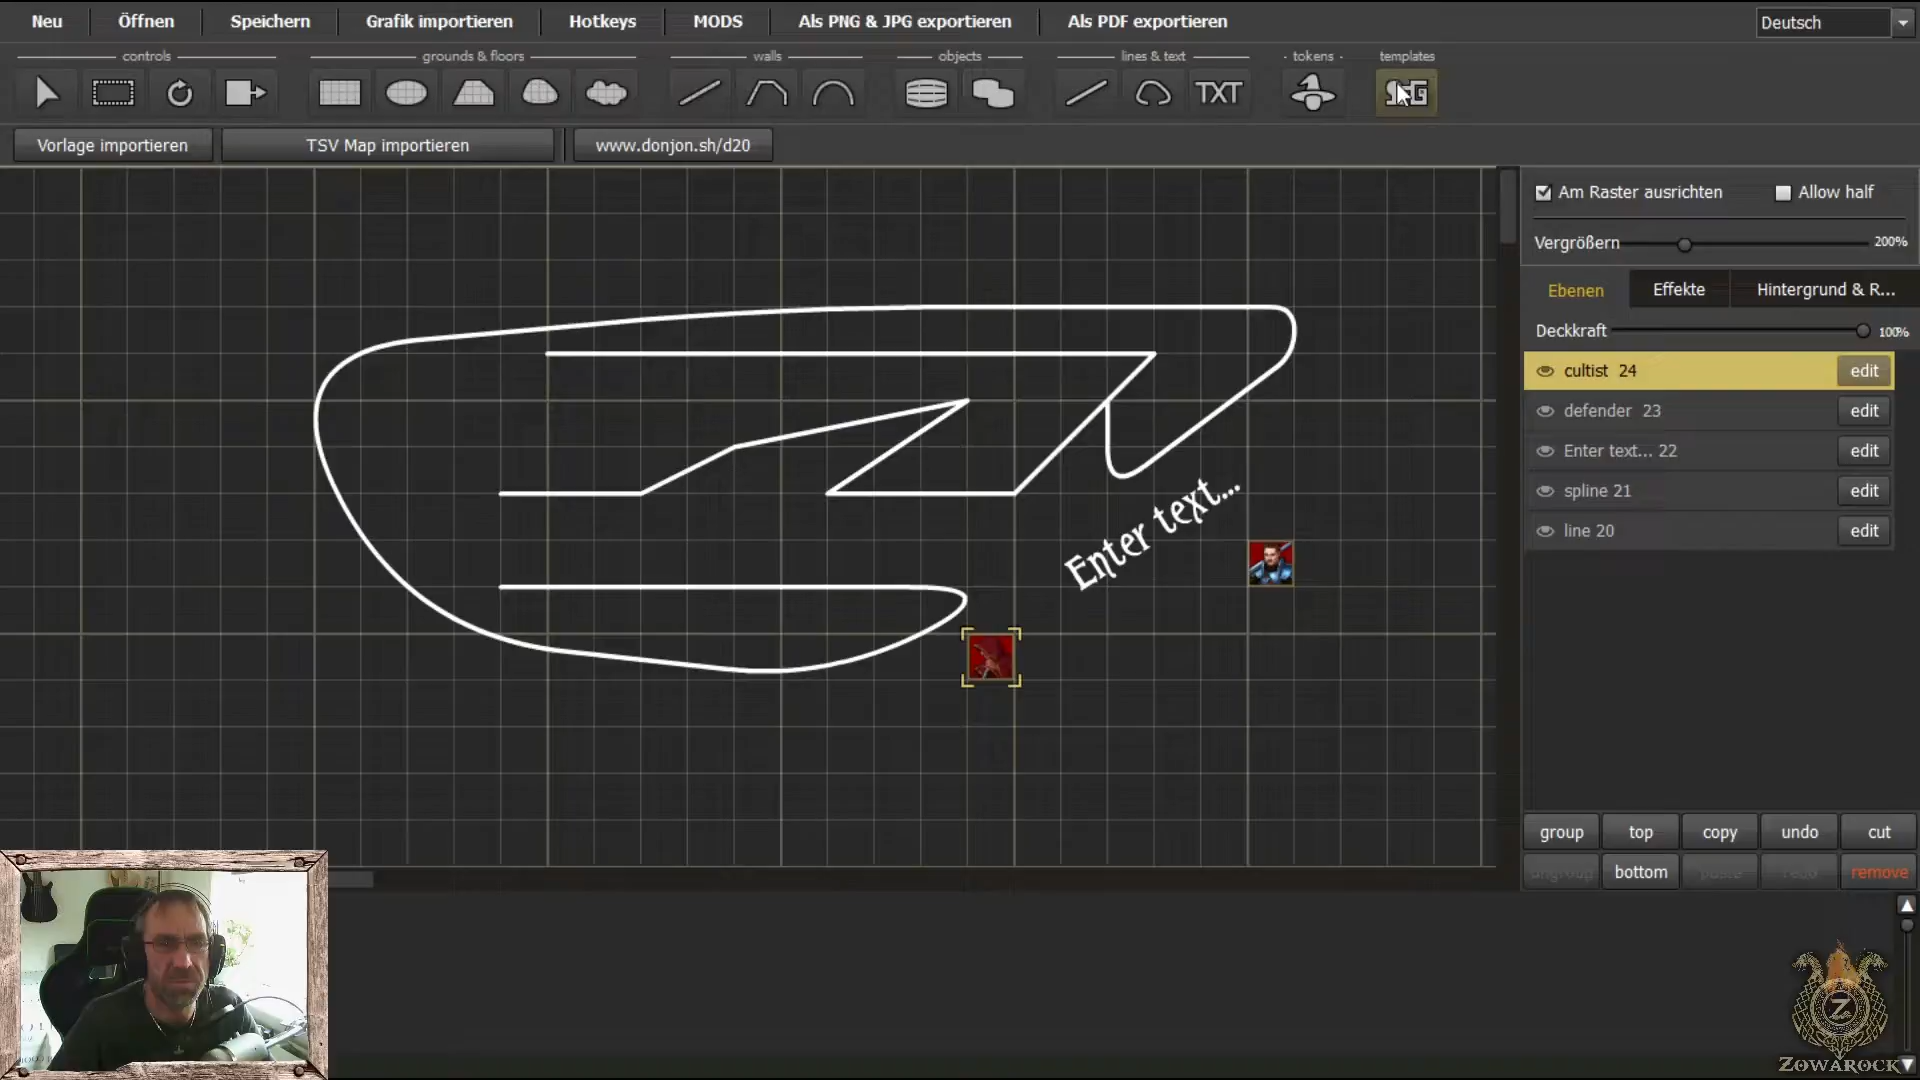 Neu Öffnen Speichern Grafik importieren Hotkeys MODS Als PNG & JPG exportieren Als PDF exportieren Deutsch
controls grounds & floors walls objects lines & text tokens templates
TXT
Vorlage importieren TSV Map importieren www.donjon.sh/d20
Am Raster ausrichten Allow half
Vergrößern 200%
Ebenen Effekte Hintergrund & R...
Deckkraft 100%
cultist 24 edit
defender 23 edit
Enter text... 22 edit
spline 21 edit
line 20 edit
Enter text...
group top copy undo cut
ungroup bottom paste redo remove
Z
ZOWAROCK